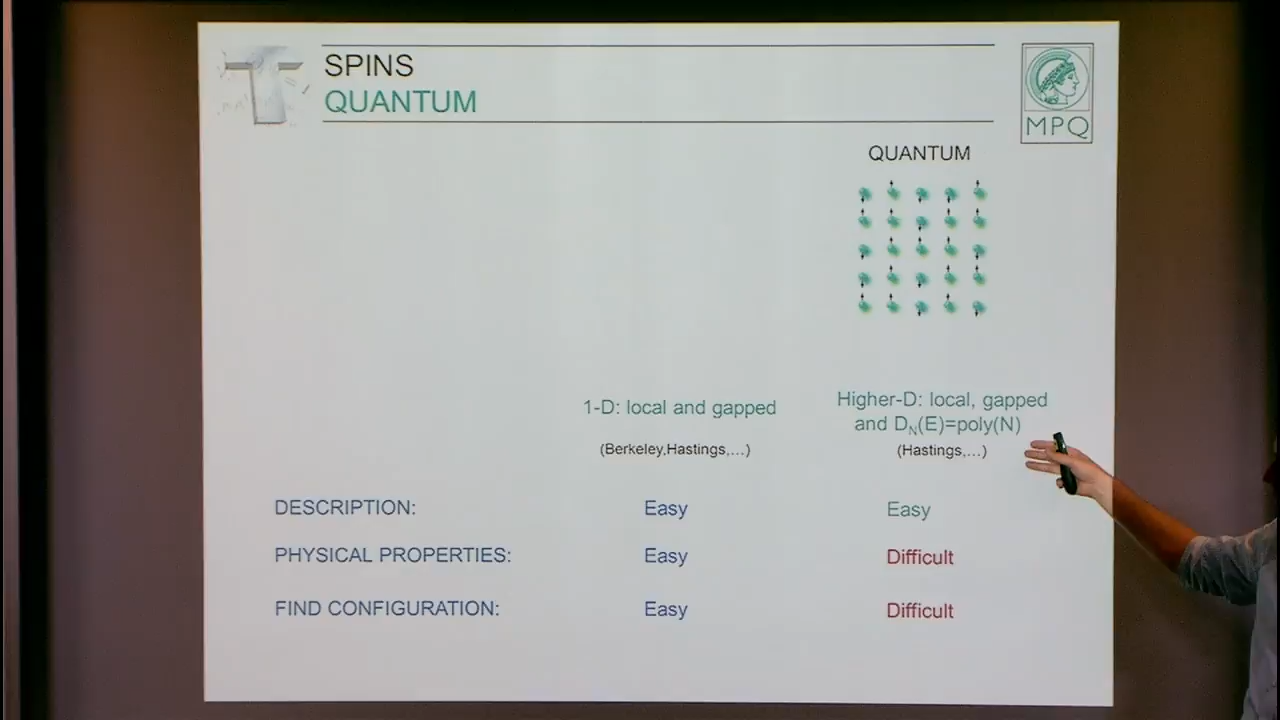 SPINS
QUANTUM
MPQ
QUANTUM
1-D: local and gapped
(Berkeley,Hastings,...)
Higher-D: local, gapped
and D_N(E)=poly(N)
(Hastings,...)
DESCRIPTION: Easy Easy
PHYSICAL PROPERTIES: Easy Difficult
FIND CONFIGURATION: Easy Difficult